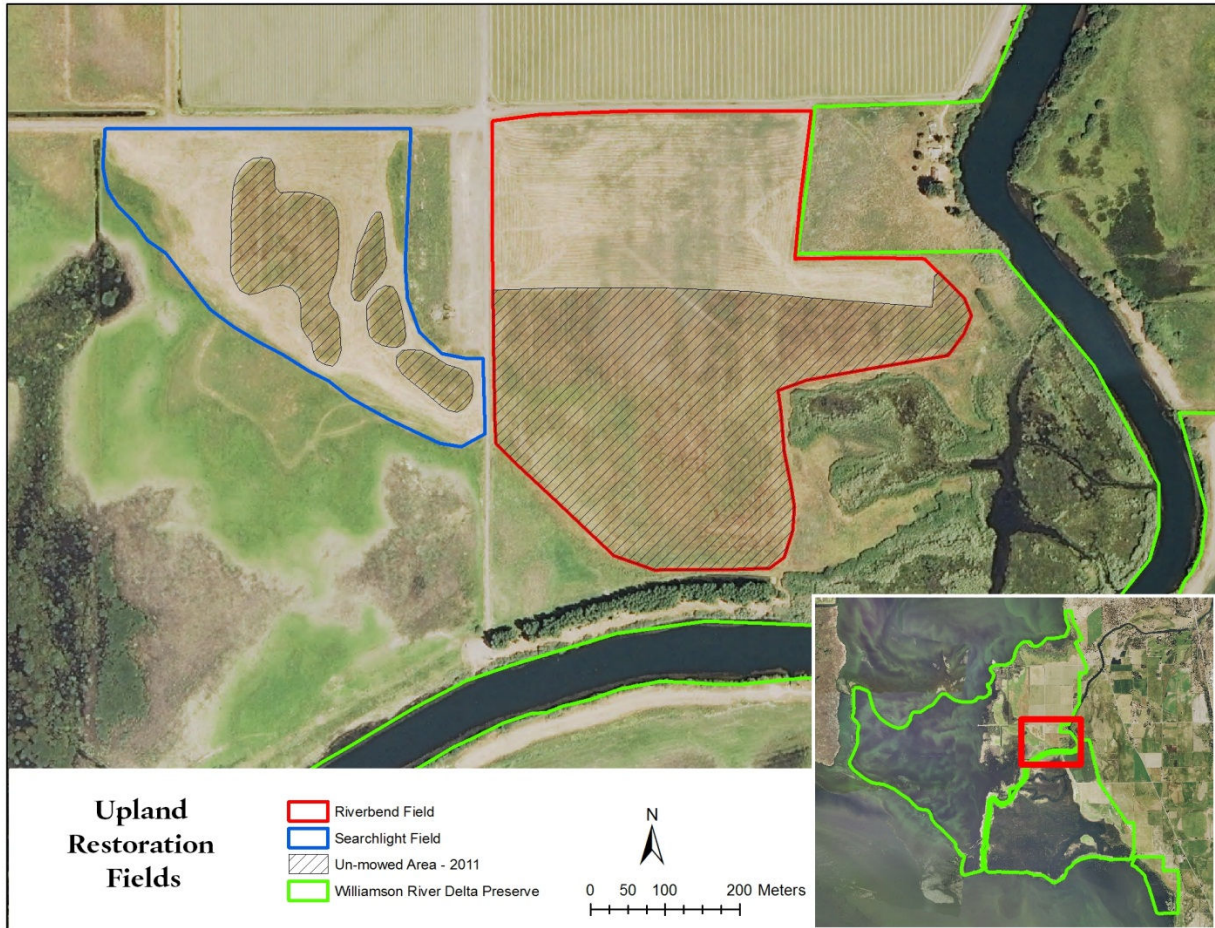 Upland
Restoration
Fields
Riverbend Field
Searchlight Field
Un-mowed Area - 2011
Williamson River Delta Preserve
N
0 50 100 200 Meters